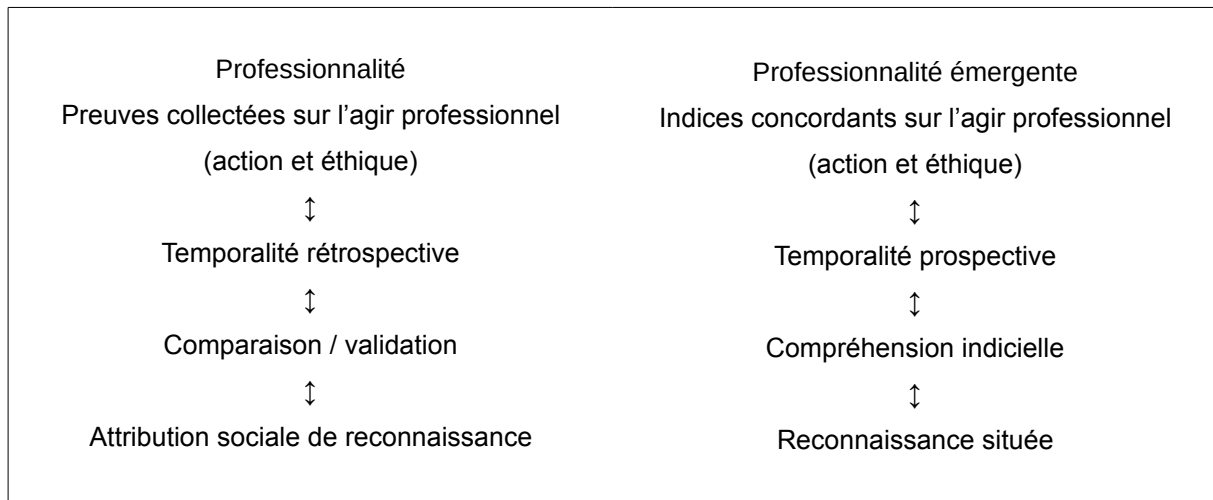 Professionnalité
Preuves collectées sur l’agir professionnel
(action et éthique)
↕
Temporalité rétrospective
↕
Comparaison / validation
↕
Attribution sociale de reconnaissance
Professionnalité émergente
Indices concordants sur l’agir professionnel
(action et éthique)
↕
Temporalité prospective
↕
Compréhension indicielle
↕
Reconnaissance située